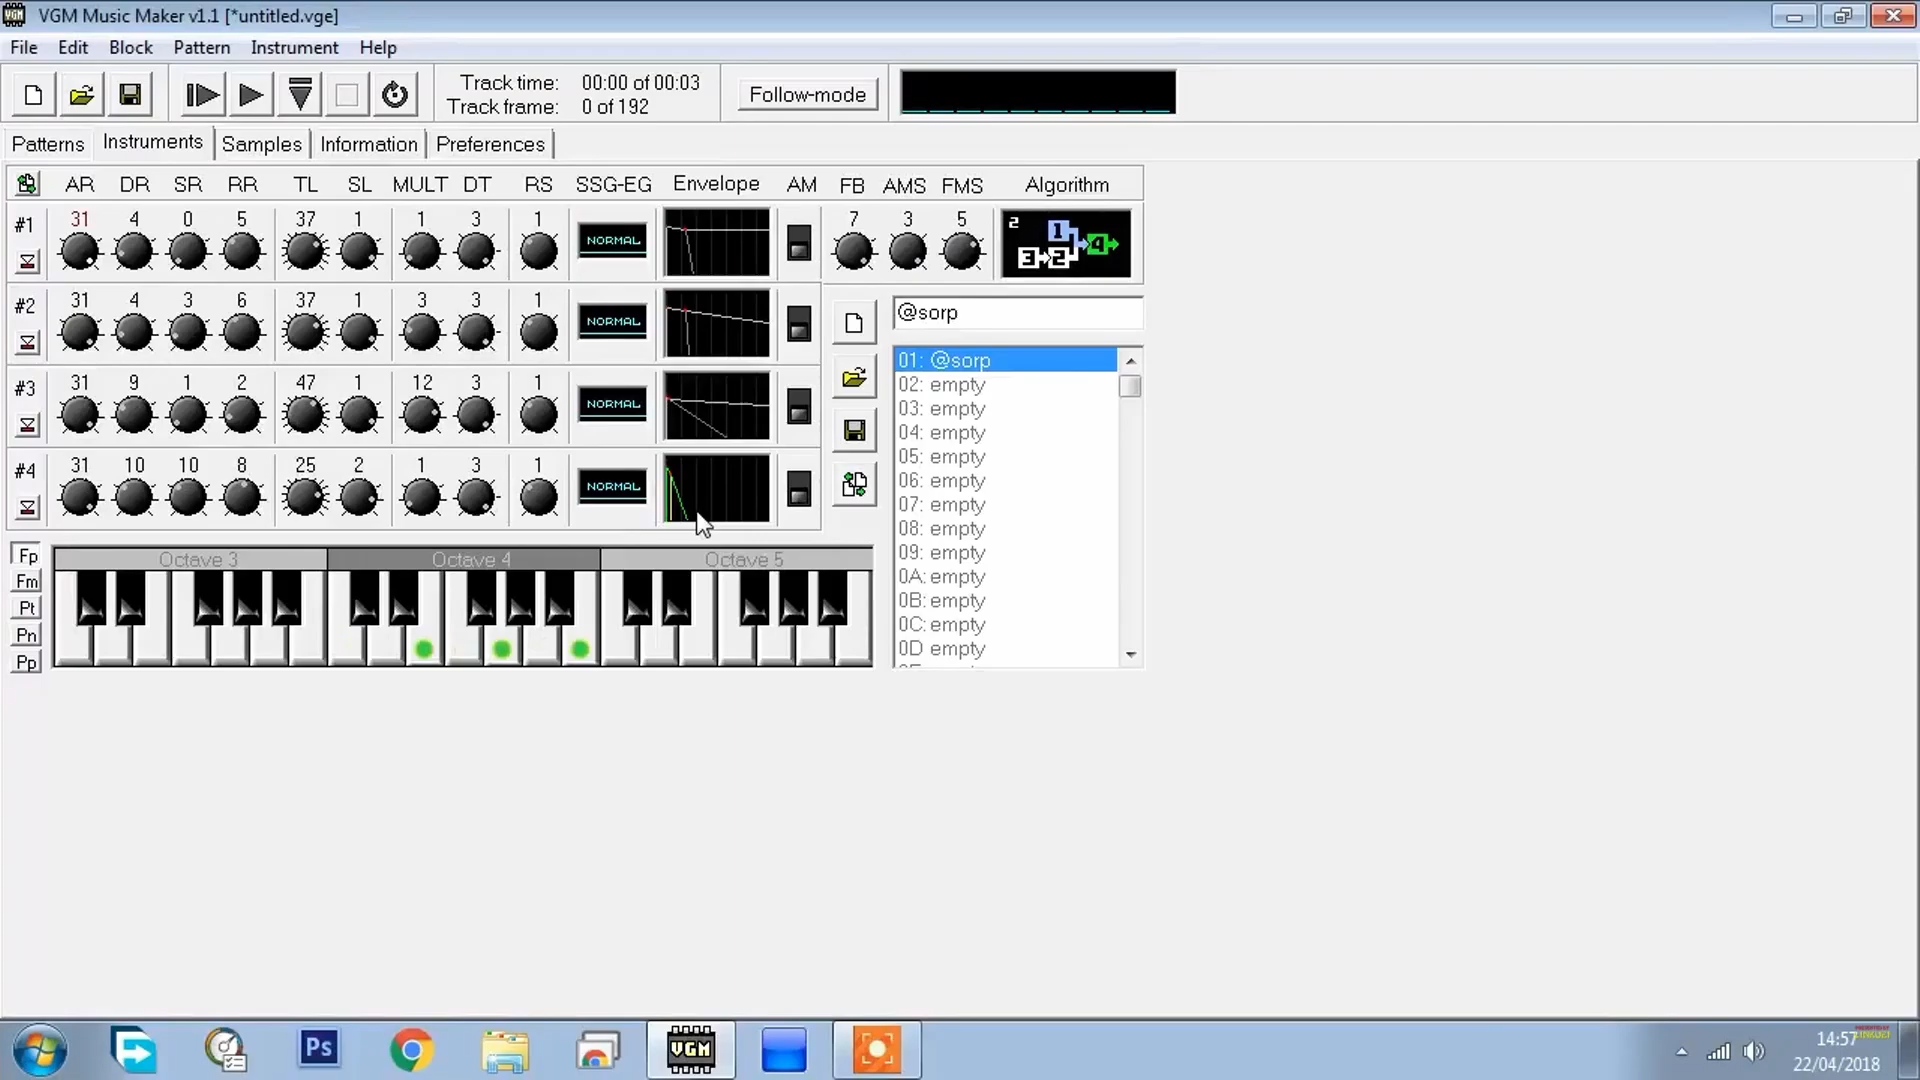 VGM Music Maker v1.1 [*untitled.vge]
File Edit Block Pattern Instrument Help
Track time: 00:00 of 00:03
Track frame: 0 of 192
Follow-mode
Patterns Instruments Samples Information Preferences
AR DR SR RR TL SL MULT DT RS SSG-EG Envelope AM FB AMS FMS Algorithm
#1 31 4 0 5 37 1 1 3 1 NORMAL 7 3 5 2 1 3 2 4
#2 31 4 3 6 37 1 3 3 1 NORMAL
@sorp
#3 31 9 1 2 47 1 12 3 1 NORMAL
#4 31 10 10 8 25 2 1 3 1 NORMAL
01: @sorp
02: empty
03: empty
04: empty
05: empty
06: empty
07: empty
08: empty
09: empty
0A: empty
0B: empty
0C: empty
0D empty
Fp
Fm
Pt
Pn
Pp
Octave 3 Octave 4 Octave 5
VGM
Ps
VGM
14:57
22/04/2018